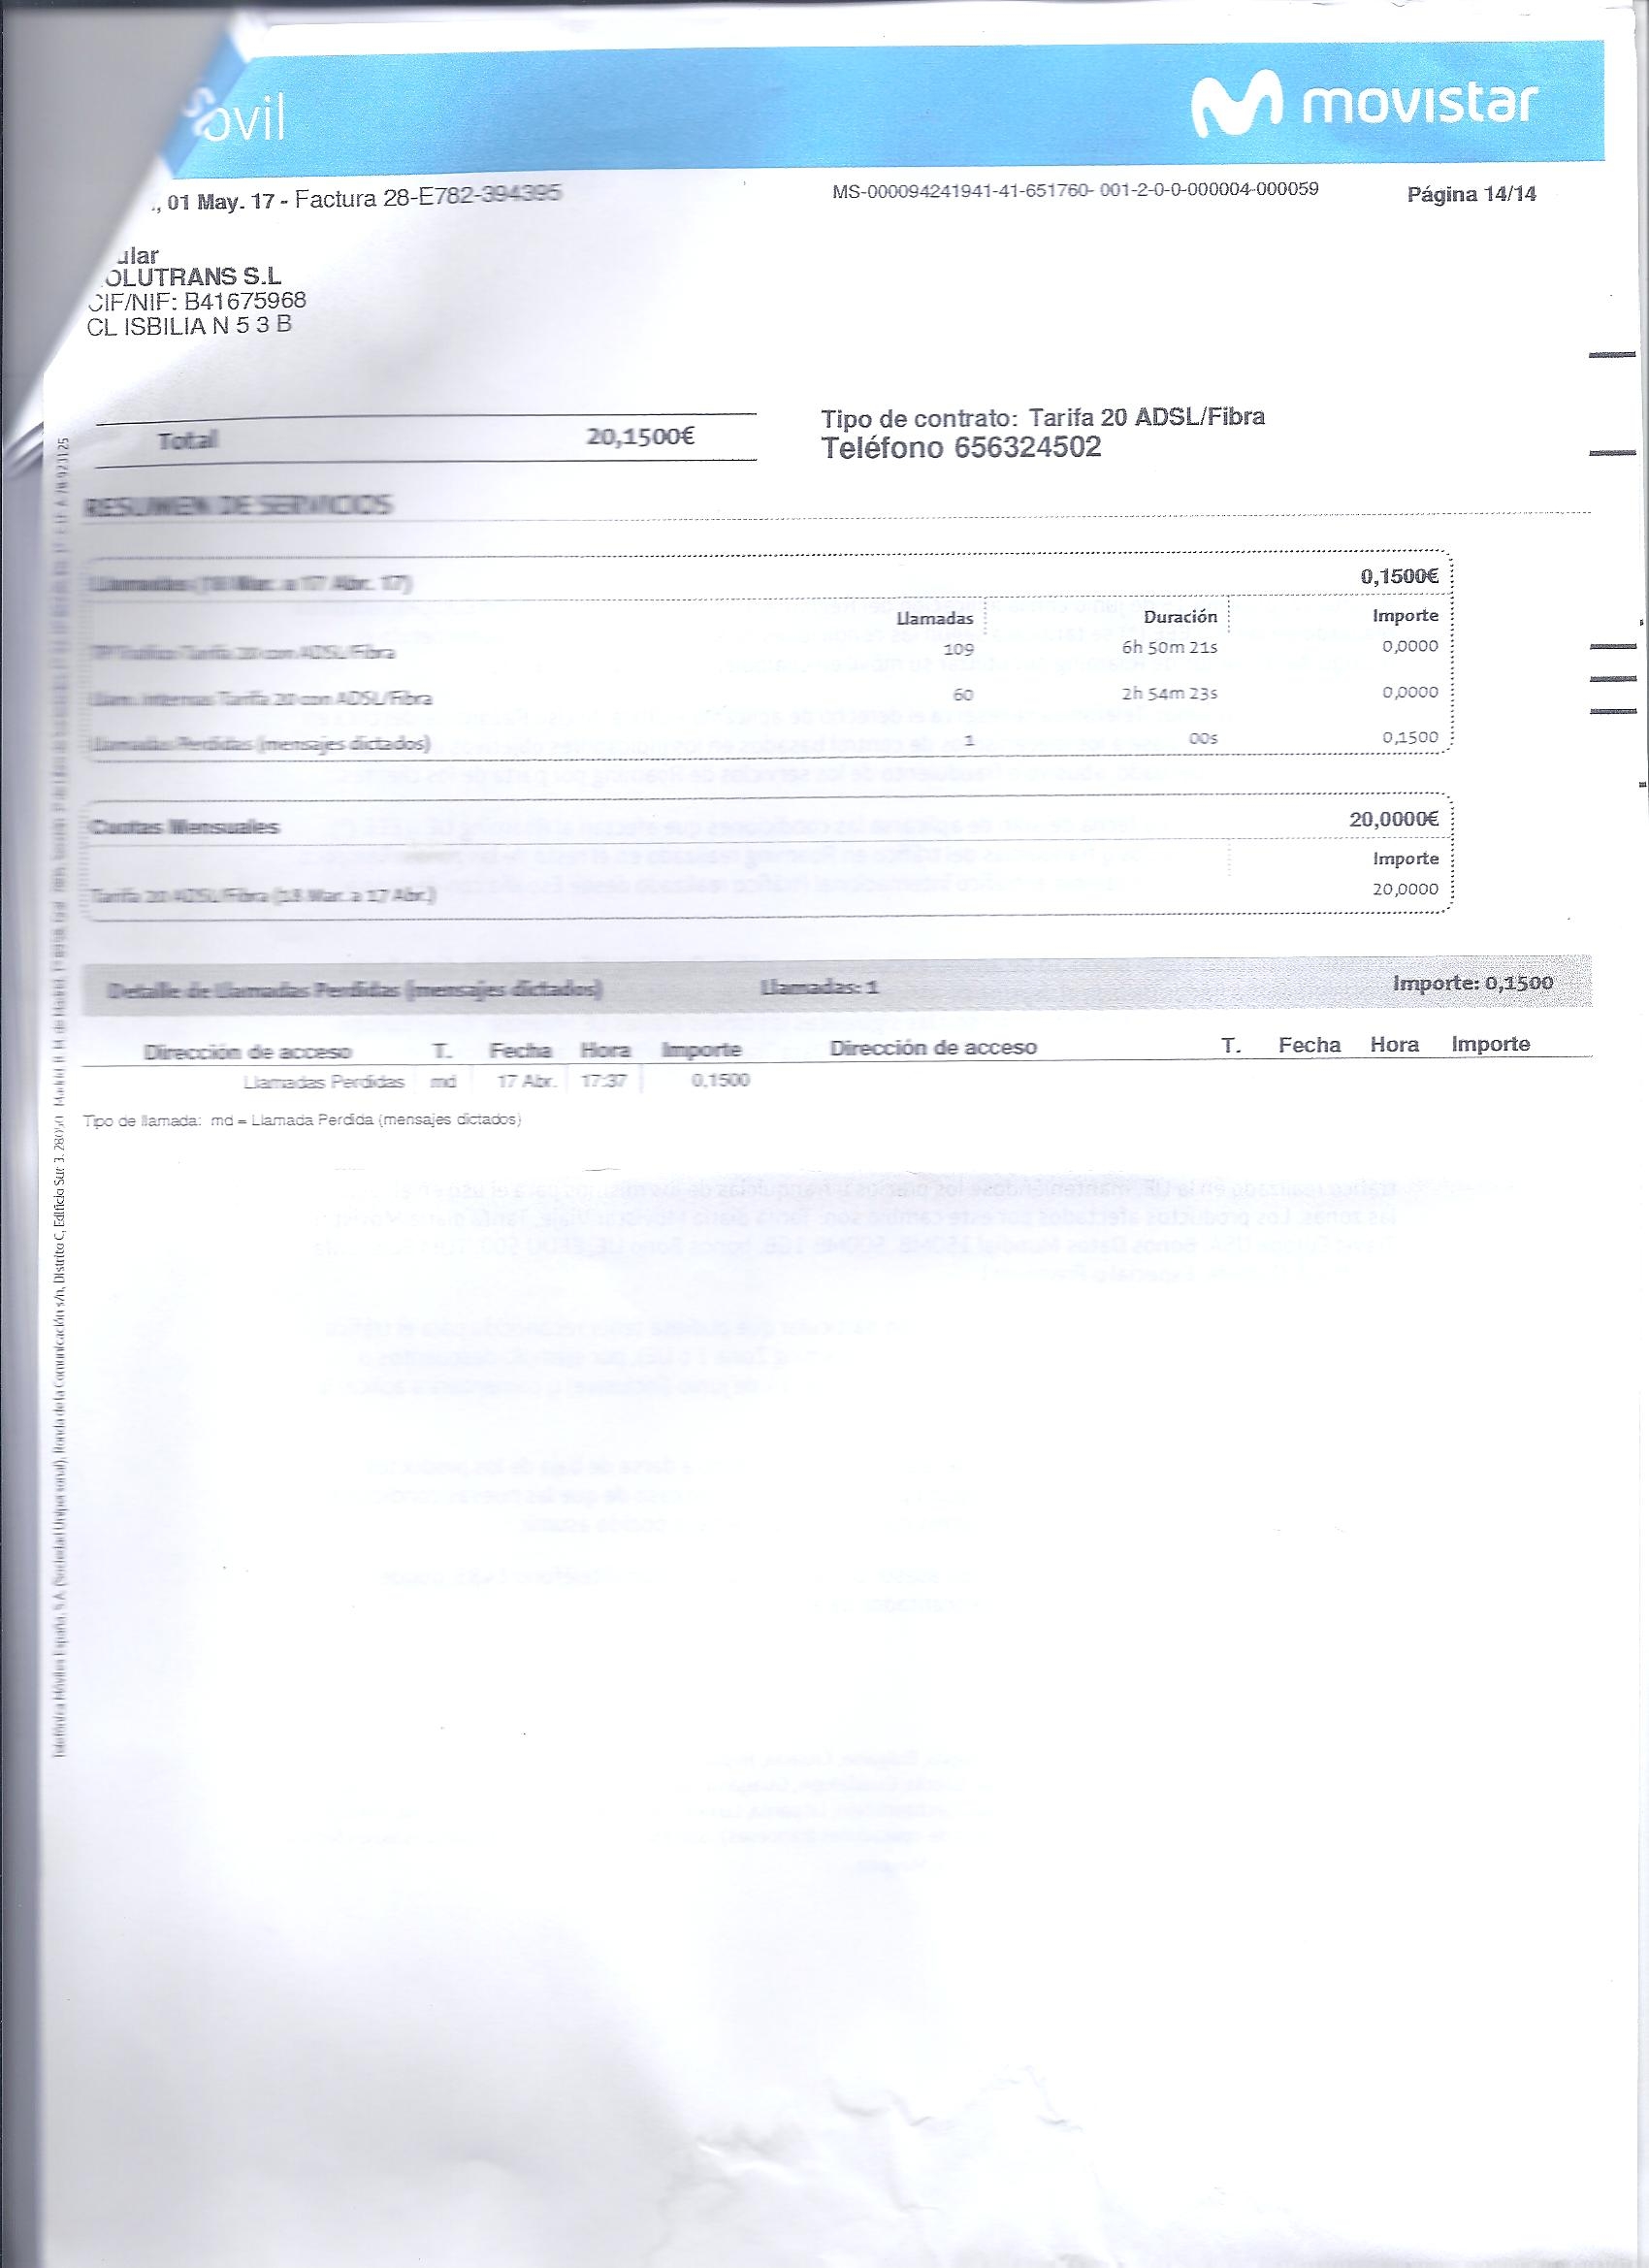 ovil
movistar
., 01 May. 17 - Factura 28-E782-394395
MS-000094241941-41-651760- 001-2-0-0-000004-000059
Página 14/14
ular
OLUTRANS S.L
CIF/NIF: B41675968
CL ISBILIA N 5 3 B
Total 20,1500€
Tipo de contrato: Tarifa 20 ADSL/Fibra
Teléfono 656324502
RESUMEN DE SERVICIOS
Llamadas (18 Mar. a 17 Abr. 17) 0,1500€
Llamadas Duración Importe
Tráfico Tarifa 20 con ADSL/Fibra 109 6h 50m 21s 0,0000
Llam. Internas Tarifa 20 con ADSL/Fibra 60 2h 54m 23s 0,0000
Llamadas Perdidas (mensajes dictados) 1 00s 0,1500
Cuotas Mensuales 20,0000€
Importe
Tarifa 20 ADSL/Fibra (18 Mar. a 17 Abr.) 20,0000
Detalle de Llamadas Perdidas (mensajes dictados) Llamadas: 1 Importe: 0,1500
Dirección de acceso T. Fecha Hora Importe Dirección de acceso T. Fecha Hora Importe
Llamadas Perdidas md 17 Abr. 17:37 0,1500
Tipo de llamada: md = Llamada Perdida (mensajes dictados)
Telefónica Móviles España, S.A. (Sociedad Unipersonal), Ronda de la Comunicación s/n, Distrito C, Edificio Sur 3. 28050 Madrid